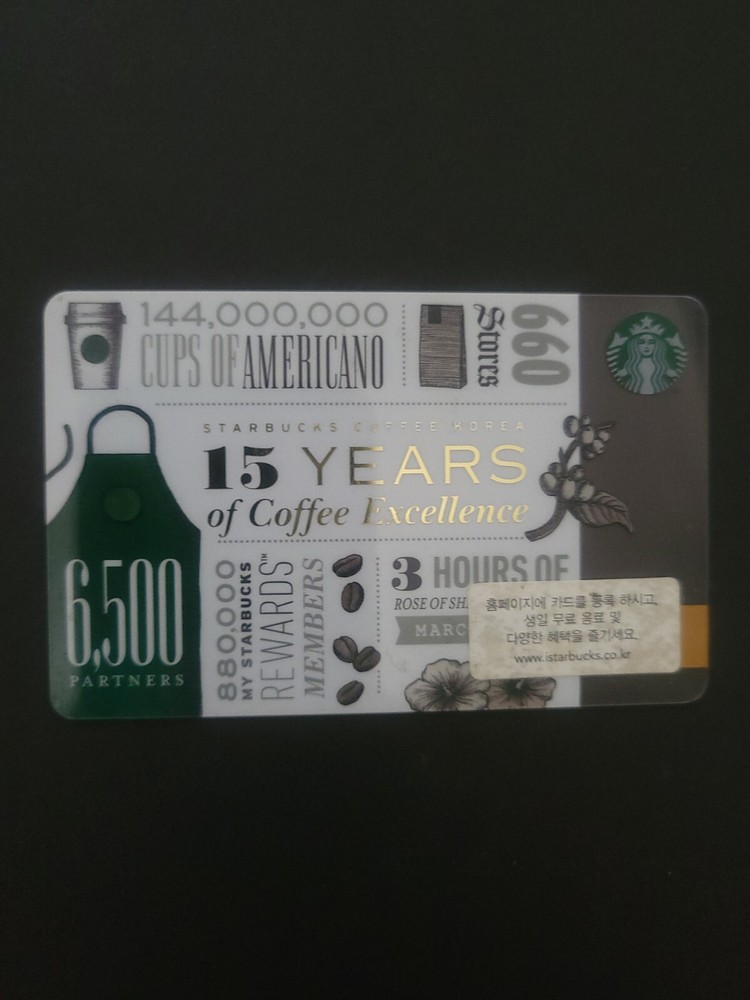 144,000,000
CUPS OF AMERICANO
660
Stores
STARBUCKS COFFEE KOREA
15 YEARS
of Coffee Excellence
6,500
PARTNERS
880,000
MY STARBUCKS
REWARDS™
MEMBERS
3 HOURS OF
ROSE OF
홈페이지에 카드를 등록 하시고,
생일 무료 음료 및
다양한 혜택을 즐기세요.
www.istarbucks.co.kr